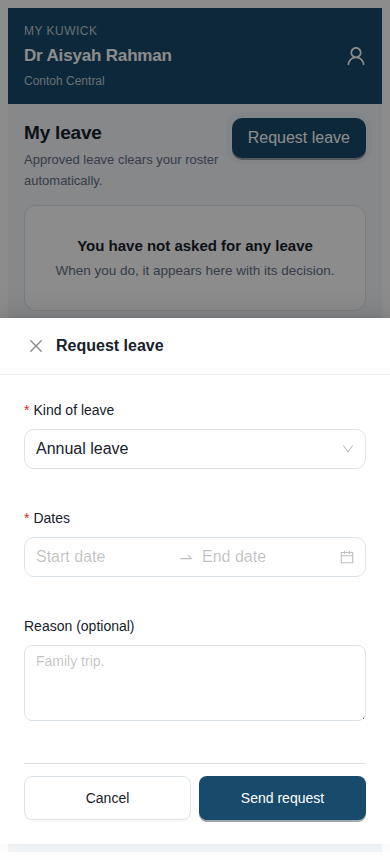 MY KUWICK
Dr Aisyah Rahman
Contoh Central
My leave
Request leave
Approved leave clears your roster
automatically.
You have not asked for any leave
When you do, it appears here with its decision.
Request leave
* Kind of leave
Annual leave
* Dates
Start date
End date
Reason (optional)
Family trip.
Cancel
Send request